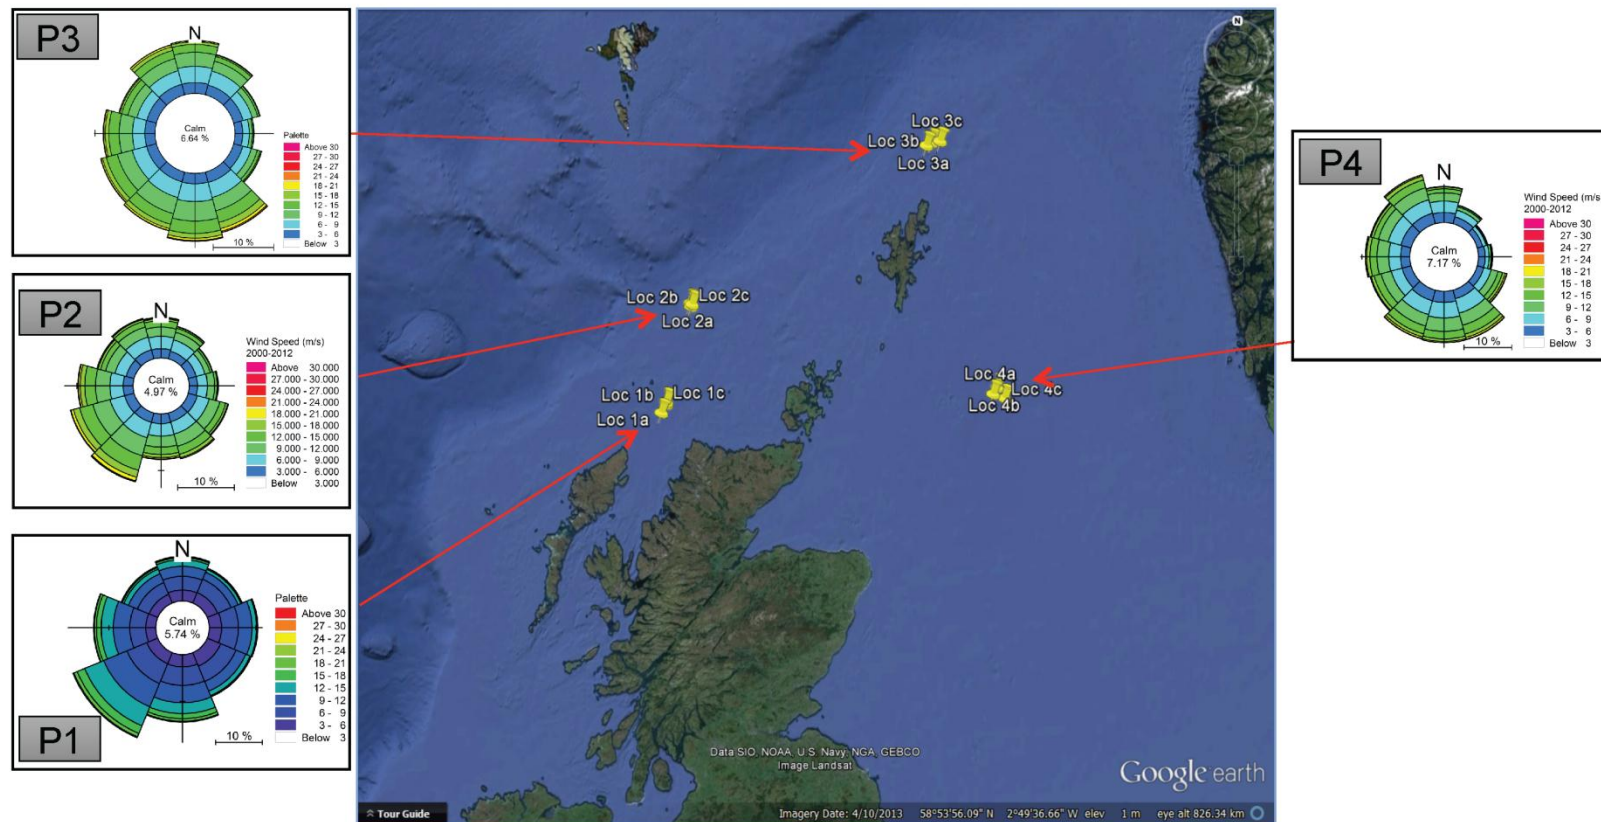 P3
N
Calm
6.64 %
Palette
Above 30
27 - 30
24 - 27
21 - 24
18 - 21
15 - 18
12 - 15
9 - 12
6 - 9
3 - 6
Below 3
10 %
P2
N
Calm
4.97 %
Wind Speed (m/s)
2000-2012
Above 30.000
27.000 - 30.000
24.000 - 27.000
21.000 - 24.000
18.000 - 21.000
15.000 - 18.000
12.000 - 15.000
9.000 - 12.000
6.000 - 9.000
3.000 - 6.000
Below 3.000
10 %
N
Calm
5.74 %
Palette
Above 30
27 - 30
24 - 27
21 - 24
18 - 21
15 - 18
12 - 15
9 - 12
6 - 9
3 - 6
Below 3
10 %
P1
N
Loc 3c
Loc 3b
Loc 3a
Loc 2b Loc 2c
Loc 2a
Loc 1b Loc 1c
Loc 1a
Loc 4a
Loc 4c
Loc 4b
Data SIO, NOAA, U.S. Navy, NGA, GEBCO
Image Landsat
Google earth
Tour Guide
Imagery Date: 4/10/2013 58°53'56.09" N 2°49'36.66" W elev 1 m eye alt 826.34 km
P4
N
Calm
7.17 %
Wind Speed (m/s)
2000-2012
Above 30
27 - 30
24 - 27
21 - 24
18 - 21
15 - 18
12 - 15
9 - 12
6 - 9
3 - 6
Below 3
10 %